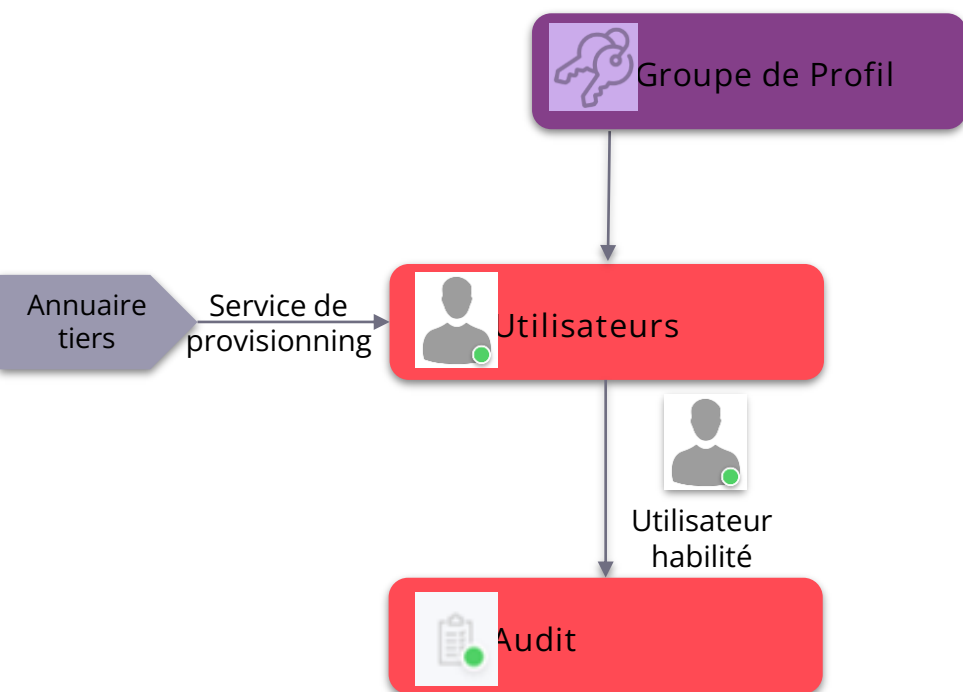 Groupe de Profil
Annuaire
tiers
Service de
provisionning
Utilisateurs
Utilisateur
habilité
Audit